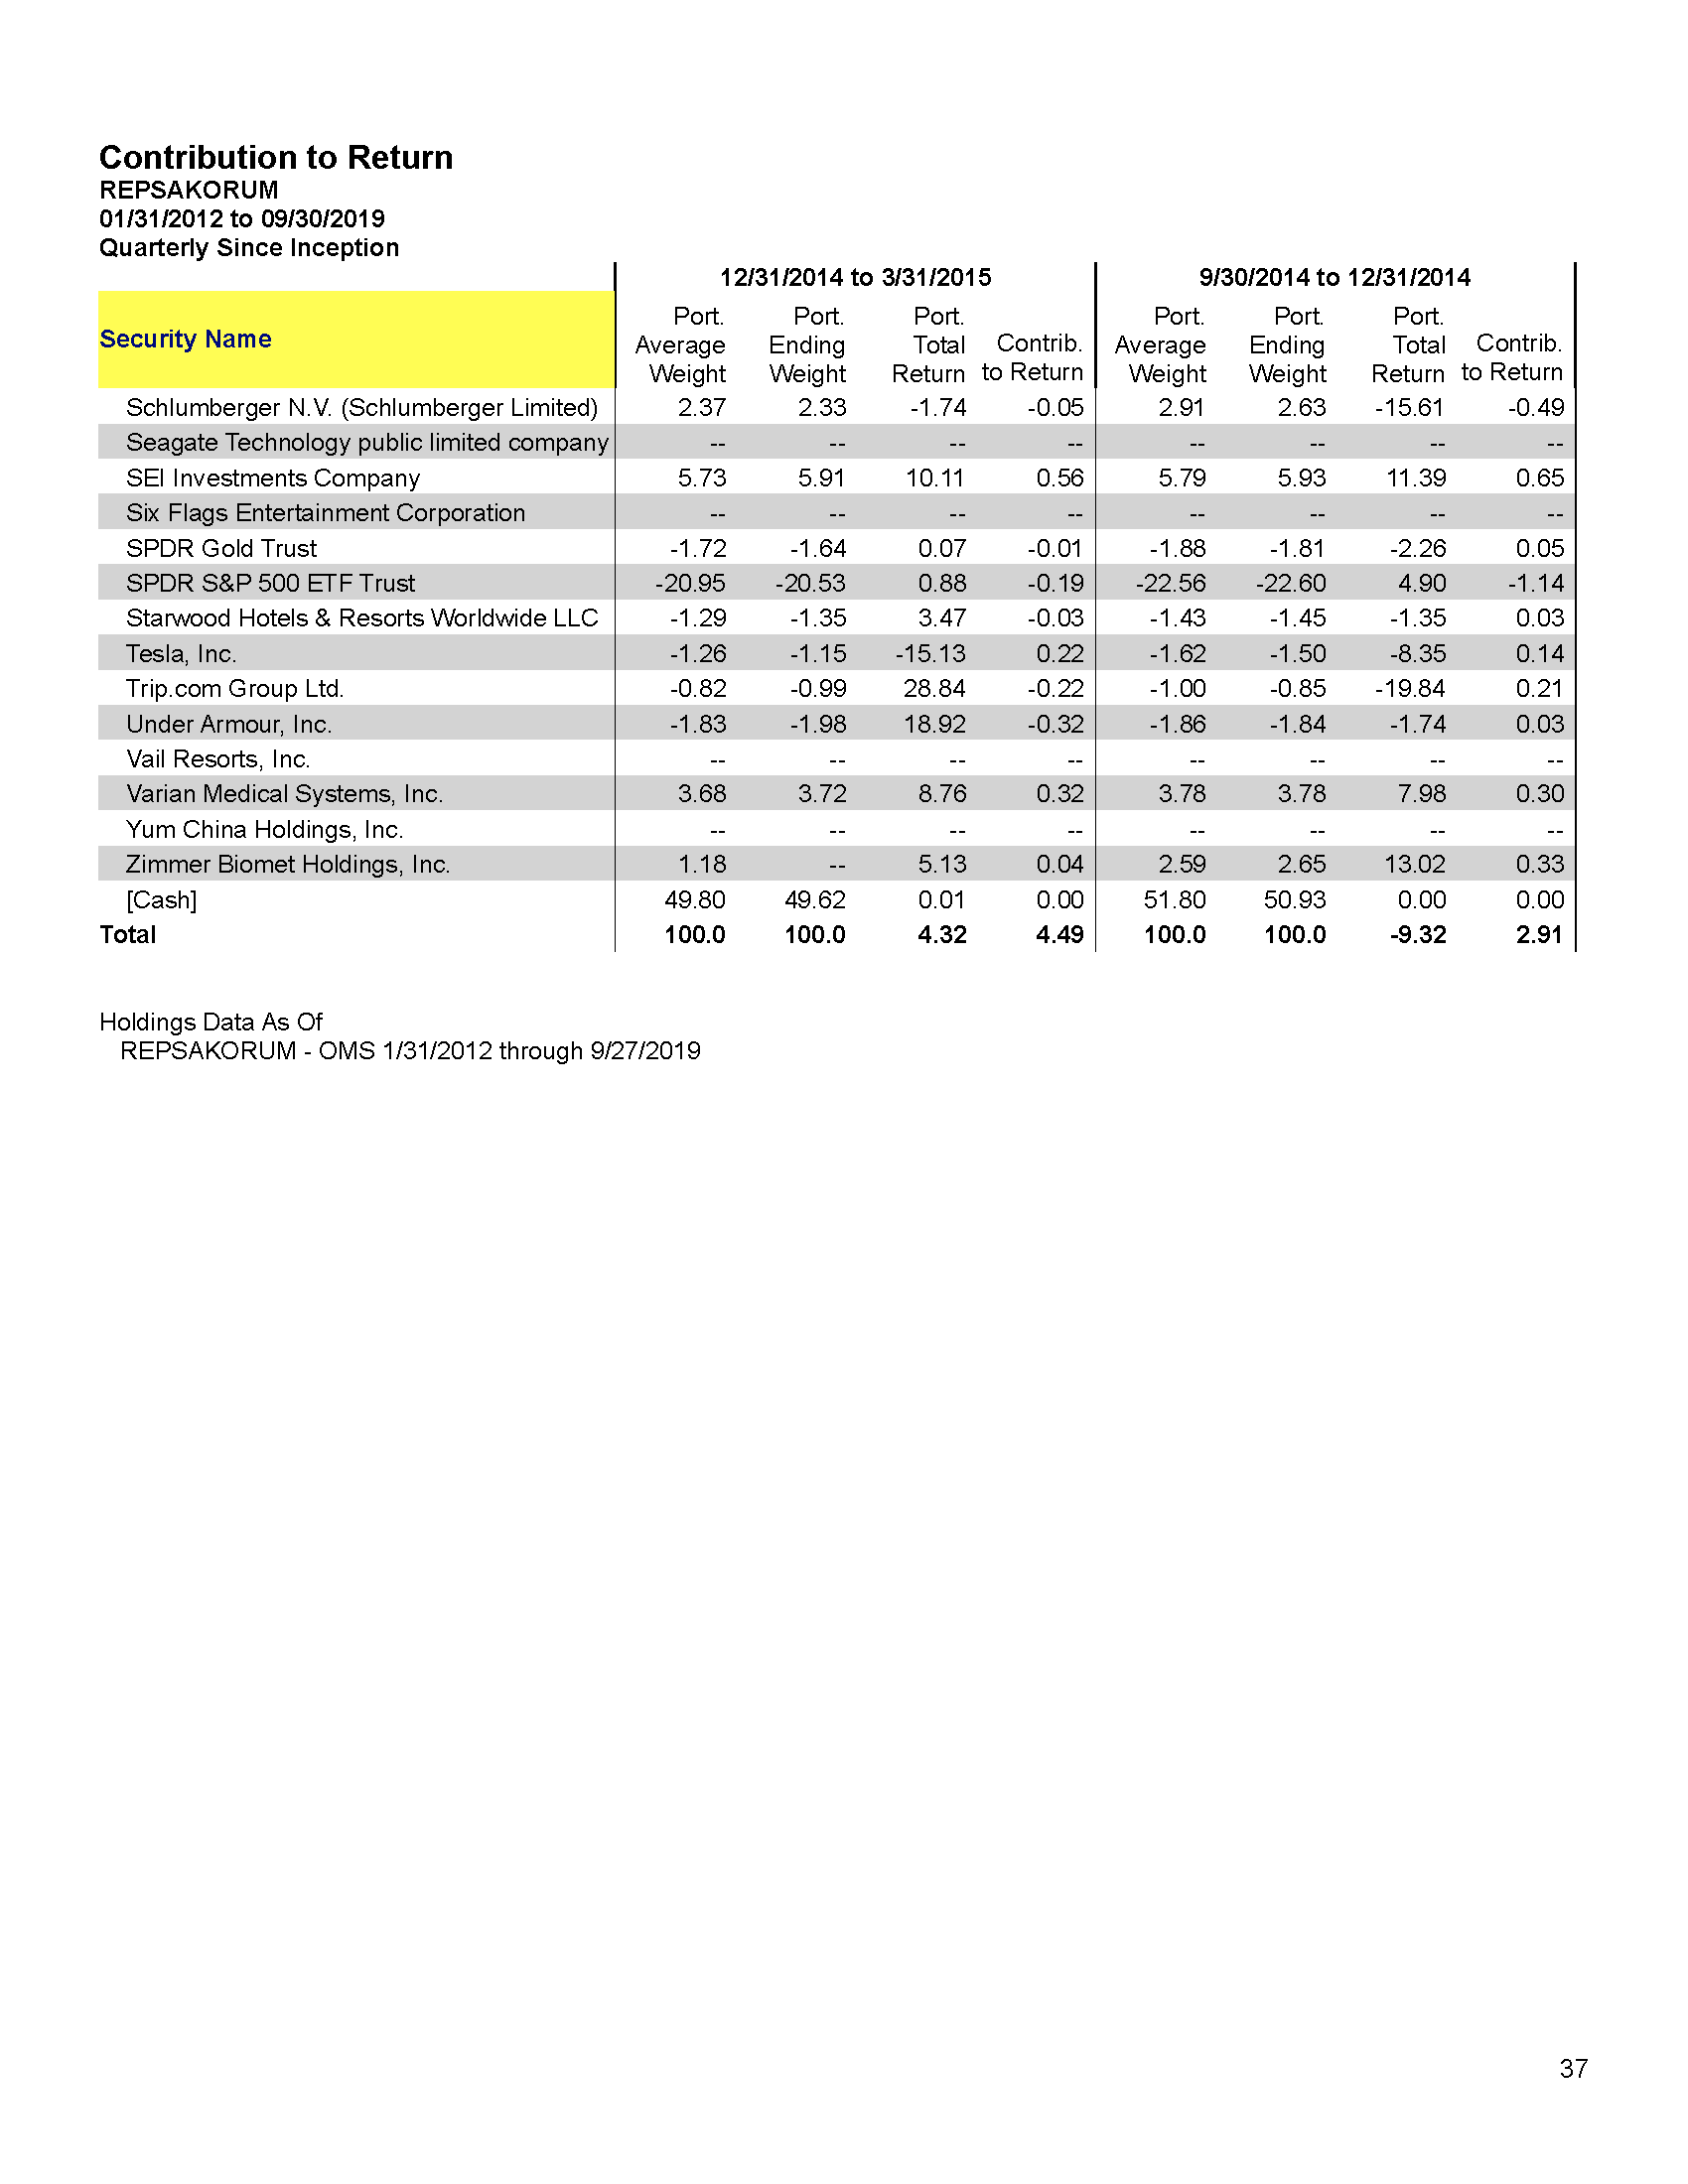 Contribution to Return
REPSAKORUM
01/31/2012 to 09/30/2019
Quarterly Since Inception
12/31/2014 to 3/31/2015 9/30/2014 to 12/31/2014
Security Name
Port. Port. Port. Port. Port. Port.
Average Ending Total Contrib. Average Ending Total Contrib.
Weight Weight Return to Return Weight Weight Return to Return
Schlumberger N.V. (Schlumberger Limited) 2.37 2.33 -1.74 -0.05 2.91 2.63 -15.61 -0.49
Seagate Technology public limited company -- -- -- -- -- -- -- --
SEI Investments Company 5.73 5.91 10.11 0.56 5.79 5.93 11.39 0.65
Six Flags Entertainment Corporation -- -- -- -- -- -- -- --
SPDR Gold Trust -1.72 -1.64 0.07 -0.01 -1.88 -1.81 -2.26 0.05
SPDR S&P 500 ETF Trust -20.95 -20.53 0.88 -0.19 -22.56 -22.60 4.90 -1.14
Starwood Hotels & Resorts Worldwide LLC -1.29 -1.35 3.47 -0.03 -1.43 -1.45 -1.35 0.03
Tesla, Inc. -1.26 -1.15 -15.13 0.22 -1.62 -1.50 -8.35 0.14
Trip.com Group Ltd. -0.82 -0.99 28.84 -0.22 -1.00 -0.85 -19.84 0.21
Under Armour, Inc. -1.83 -1.98 18.92 -0.32 -1.86 -1.84 -1.74 0.03
Vail Resorts, Inc. -- -- -- -- -- -- -- --
Varian Medical Systems, Inc. 3.68 3.72 8.76 0.32 3.78 3.78 7.98 0.30
Yum China Holdings, Inc. -- -- -- -- -- -- -- --
Zimmer Biomet Holdings, Inc. 1.18 -- 5.13 0.04 2.59 2.65 13.02 0.33
[Cash] 49.80 49.62 0.01 0.00 51.80 50.93 0.00 0.00
Total 100.0 100.0 4.32 4.49 100.0 100.0 -9.32 2.91
Holdings Data As Of
REPSAKORUM - OMS 1/31/2012 through 9/27/2019
37